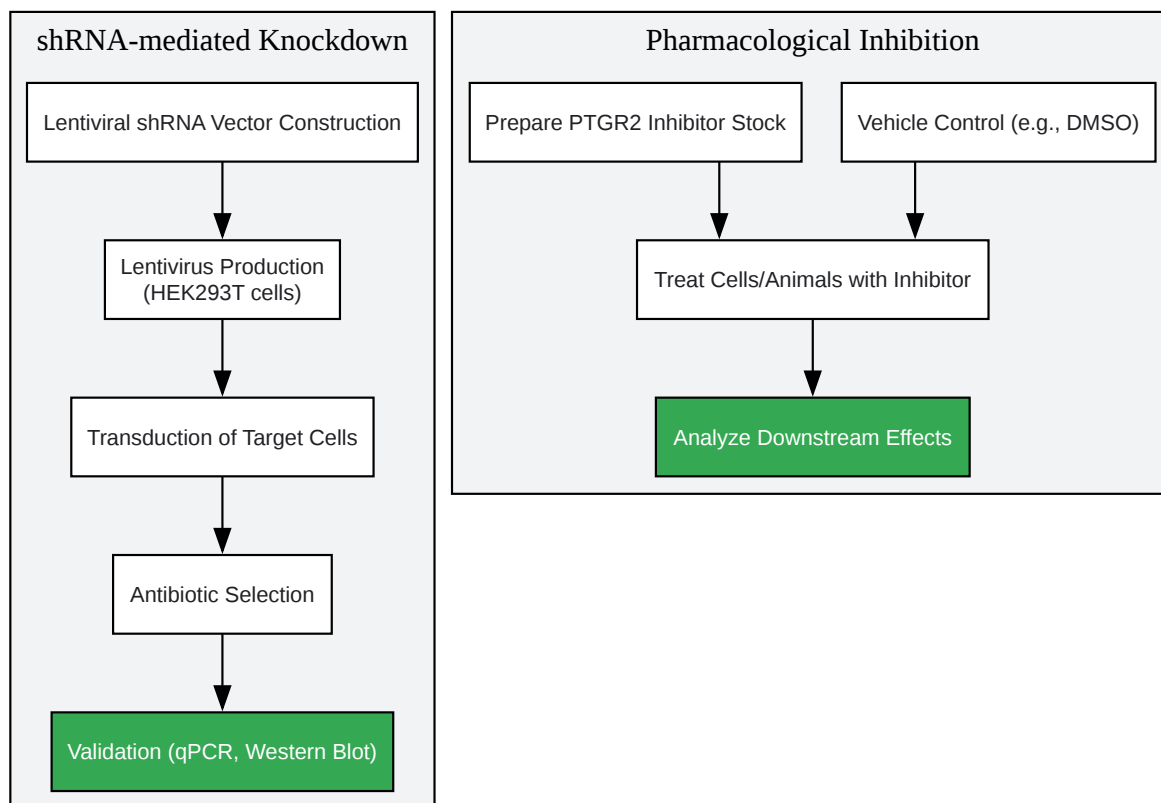 shRNA-mediated Knockdown
Lentiviral shRNA Vector Construction
Lentivirus Production
(HEK293T cells)
Transduction of Target Cells
Antibiotic Selection
Validation (qPCR, Western Blot)
Pharmacological Inhibition
Prepare PTGR2 Inhibitor Stock
Vehicle Control (e.g., DMSO)
Treat Cells/Animals with Inhibitor
Analyze Downstream Effects